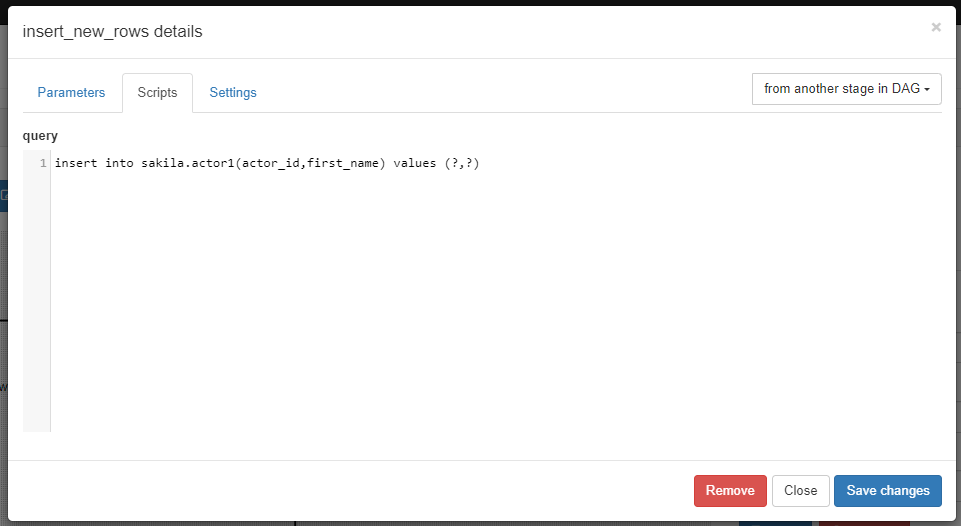 insert_new_rows details
×
Parameters Scripts Settings from another stage in DAG
query
1 insert into sakila.actor1(actor_id,first_name) values (?,?)
Remove Close Save changes